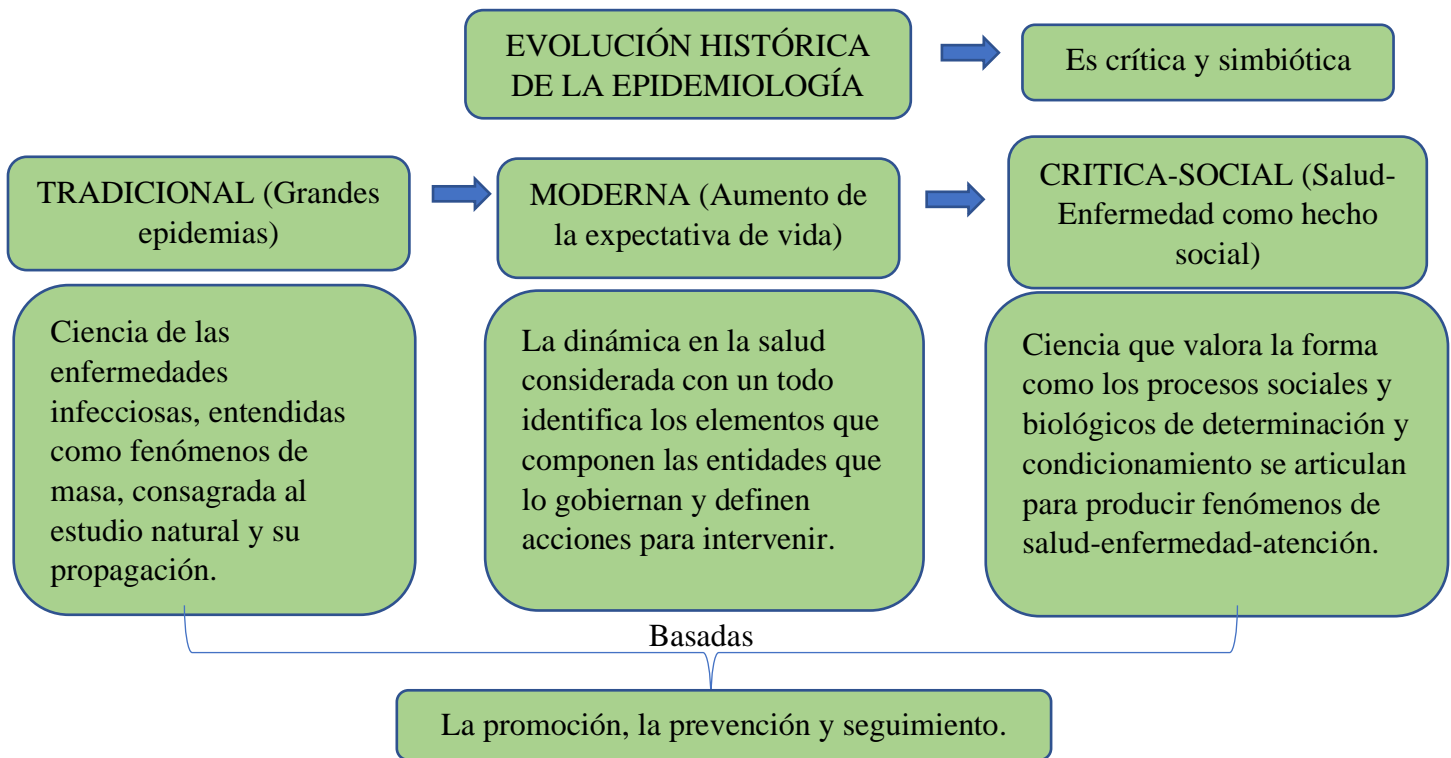 EVOLUCIÓN HISTÓRICA
DE LA EPIDEMIOLOGÍA
Es crítica y simbiótica
TRADICIONAL (Grandes
epidemias)
MODERNA (Aumento de
la expectativa de vida)
CRITICA-SOCIAL (Salud-
Enfermedad como hecho
social)
Ciencia de las
enfermedades
infecciosas, entendidas
como fenómenos de
masa, consagrada al
estudio natural y su
propagación.
La dinámica en la salud
considerada con un todo
identifica los elementos que
componen las entidades que
lo gobiernan y definen
acciones para intervenir.
Ciencia que valora la forma
como los procesos sociales y
biológicos de determinación y
condicionamiento se articulan
para producir fenómenos de
salud-enfermedad-atención.
Basadas
La promoción, la prevención y seguimiento.